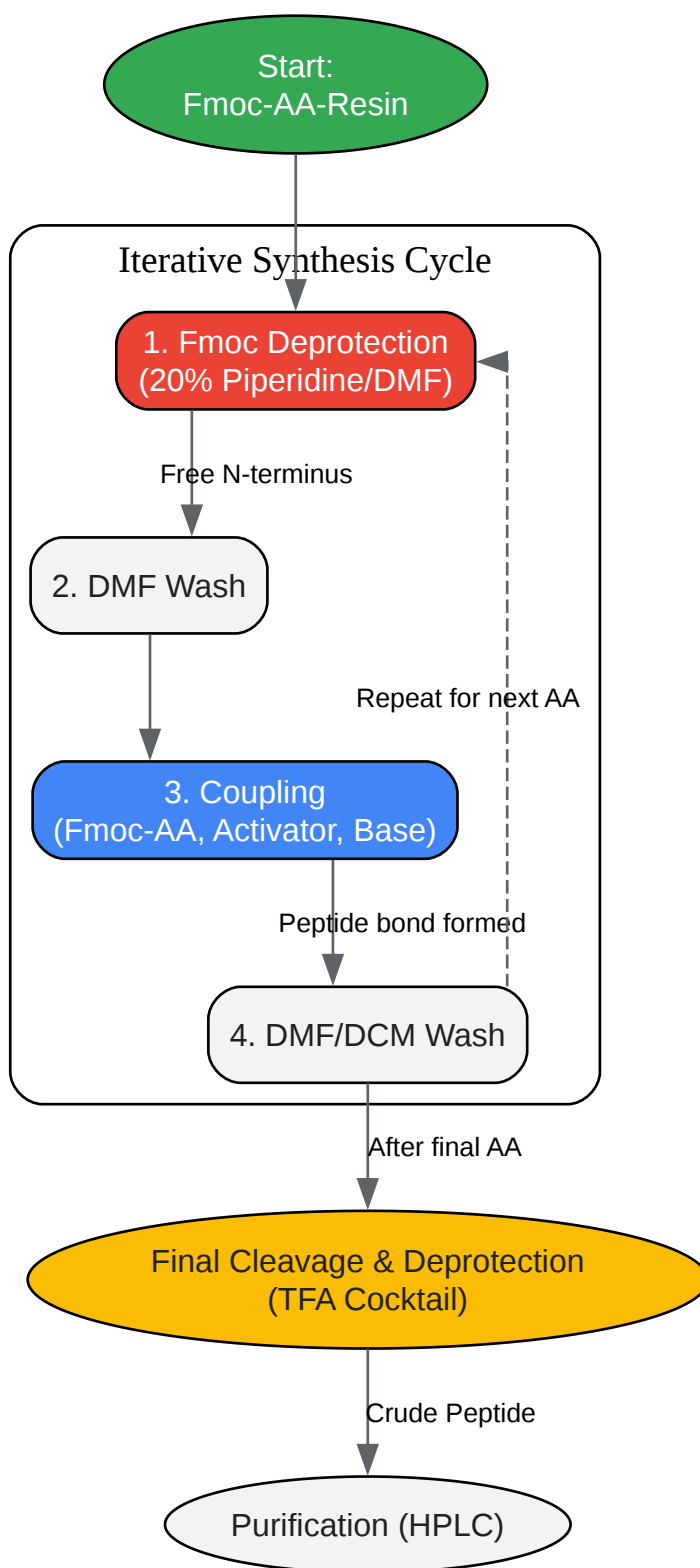 Start:
Fmoc-AA-Resin
Iterative Synthesis Cycle
1. Fmoc Deprotection
(20% Piperidine/DMF)
Free N-terminus
2. DMF Wash
Repeat for next AA
3. Coupling
(Fmoc-AA, Activator, Base)
Peptide bond formed
4. DMF/DCM Wash
After final AA
Final Cleavage & Deprotection
(TFA Cocktail)
Crude Peptide
Purification (HPLC)